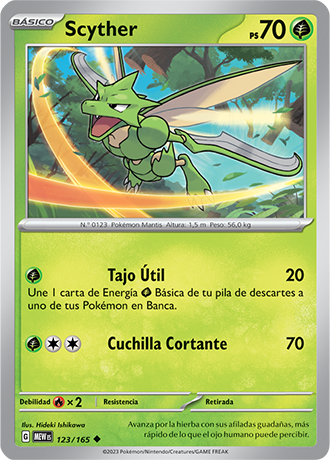 BÁSICO
Scyther
PS 70
N.º 0123 Pokémon Mantis Altura: 1,5 m Peso: 56,0 kg
Tajo Útil 20
Une 1 carta de Energía Básica de tu pila de descartes a
uno de tus Pokémon en Banca.
Cuchilla Cortante 70
Debilidad ×2 Resistencia Retirada
Ilus. Hideki Ishikawa
G MEW ES 123/165
Avanza por la hierba con sus afiladas guadañas, más
rápido de lo que el ojo humano puede percibir.
©2023 Pokémon/Nintendo/Creatures/GAME FREAK